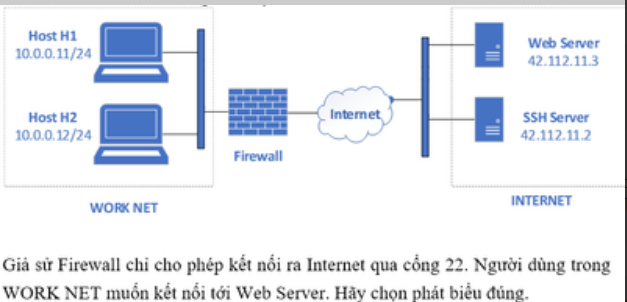 Host H1
10.0.0.11/24
Host H2
10.0.0.12/24
Firewall
Internet
Web Server
42.112.11.3
SSH Server
42.112.11.2
WORK NET
INTERNET
Giả sử Firewall chỉ cho phép kết nối ra Internet qua cổng 22. Người dùng trong
WORK NET muốn kết nối tới Web Server. Hãy chọn phát biểu đúng.